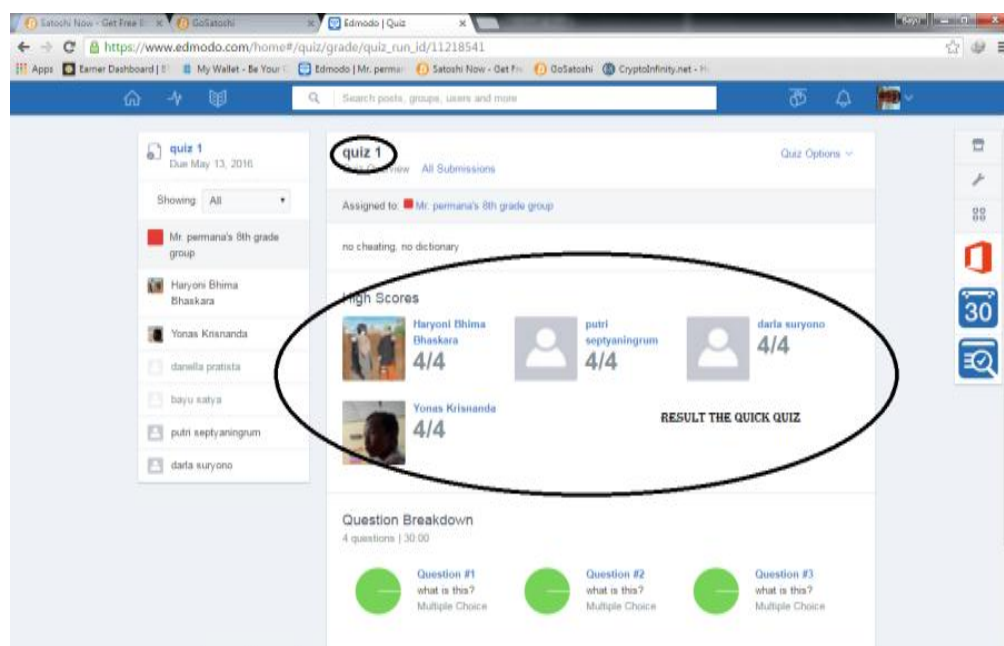 Satoshi Now - Get Free
GoSatoshi
Edmodo | Quiz
Bayu
https://www.edmodo.com/home#/quiz/grade/quiz_run_id/11218541
Apps
Earner Dashboard |
My Wallet - Be Your
Edmodo | Mr. perma
Satoshi Now - Get Fr
GoSatoshi
CryptoInfinity.net - H
Search posts, groups, users and more
quiz 1
Due May 13, 2016
Showing: All
Mr. permana's 8th grade
group
Haryoni Bhima
Bhaskara
Yonas Krisnanda
danella pratista
bayu satya
putri septyaningrum
darla suryono
quiz 1
Quiz Overview All Submissions
Quiz Options
Assigned to: Mr. permana's 8th grade group
no cheating, no dictionary
High Scores
Haryoni Bhima
Bhaskara
4/4
putri
septyaningrum
4/4
darla suryono
4/4
Yonas Krisnanda
4/4
RESULT THE QUICK QUIZ
Question Breakdown
4 questions | 30:00
Question #1
what is this?
Multiple Choice
Question #2
what is this?
Multiple Choice
Question #3
what is this?
Multiple Choice
30